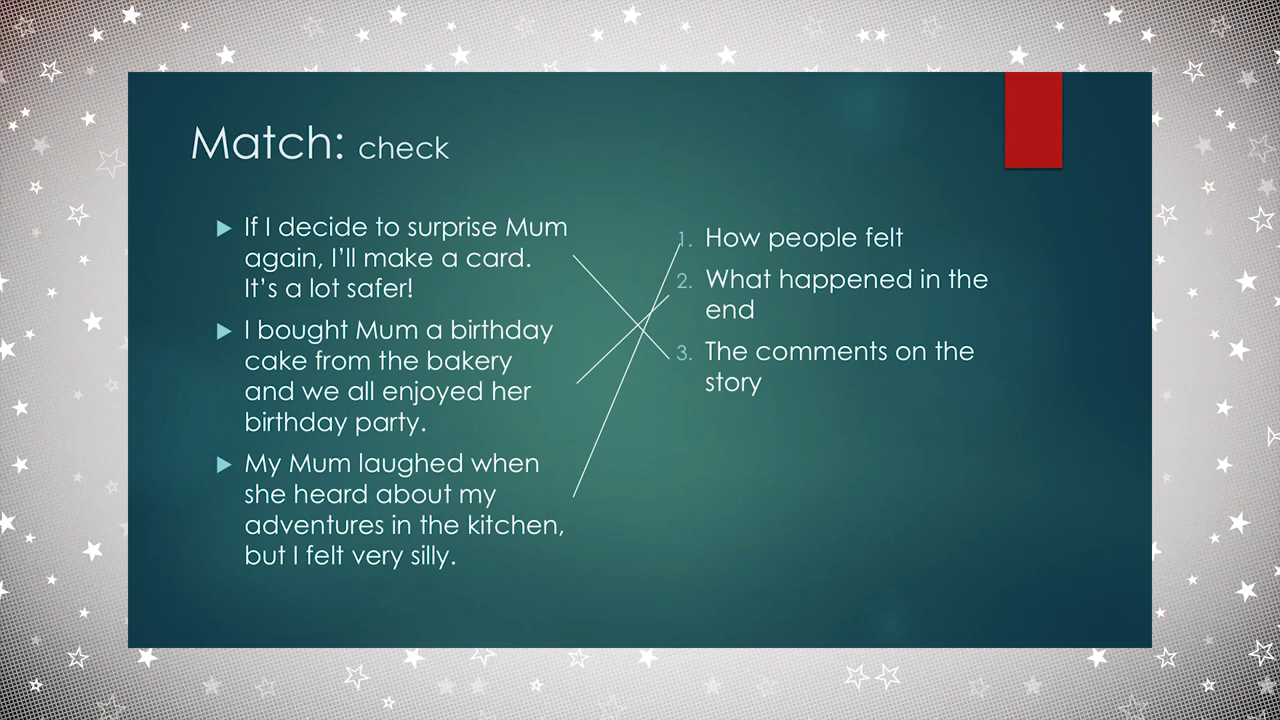 Match: check
If I decide to surprise Mum
again, I'll make a card.
It's a lot safer!
I bought Mum a birthday
cake from the bakery
and we all enjoyed her
birthday party.
My Mum laughed when
she heard about my
adventures in the kitchen,
but I felt very silly.
1. How people felt
2. What happened in the
end
3. The comments on the
story